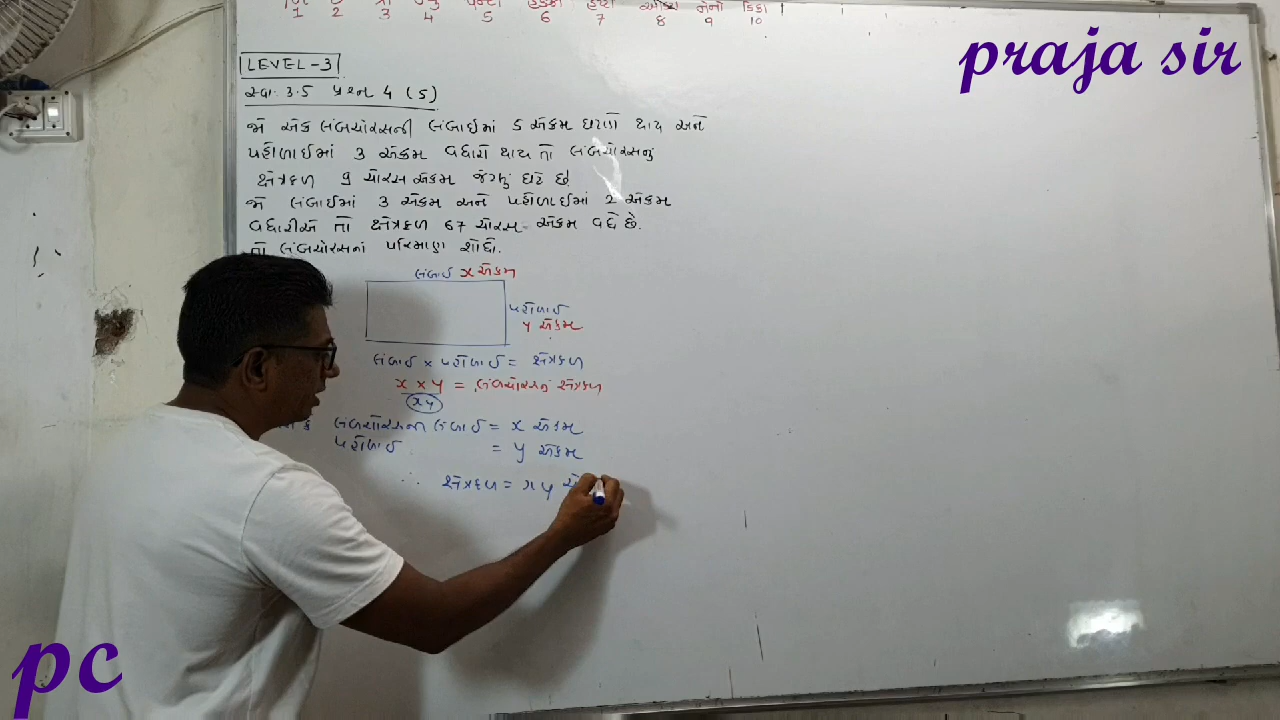 1 2 3 4 5 6 7 8 9 10
praja sir
LEVEL-3
સ્વા. 3.5 પ્રશ્ન 4 (5)
જો એક લંબચોરસની લંબાઈમાં 5 એકમ ઘટાડો થાય અને
પહોળાઈમાં 3 એકમ વધારો થાય તો લંબચોરસનું
ક્ષેત્રફળ 9 ચોરસ એકમ જેટલું ઘટે છે
જો લંબાઈમાં 3 એકમ અને પહોળાઈમાં 2 એકમ
વધારીએ તો ક્ષેત્રફળ 67 ચોરસ એકમ વધે છે.
તો લંબચોરસનાં પરિમાણ શોધો.
લંબાઈ x એકમ
પહોળાઈ
y એકમ
લંબાઈ × પહોળાઈ = ક્ષેત્રફળ
x × y = લંબચોરસનું ક્ષેત્રફળ
xy
લંબચોરસની લંબાઈ = x એકમ
પહોળાઈ = y એકમ
∴ ક્ષેત્રફળ = xy
pc